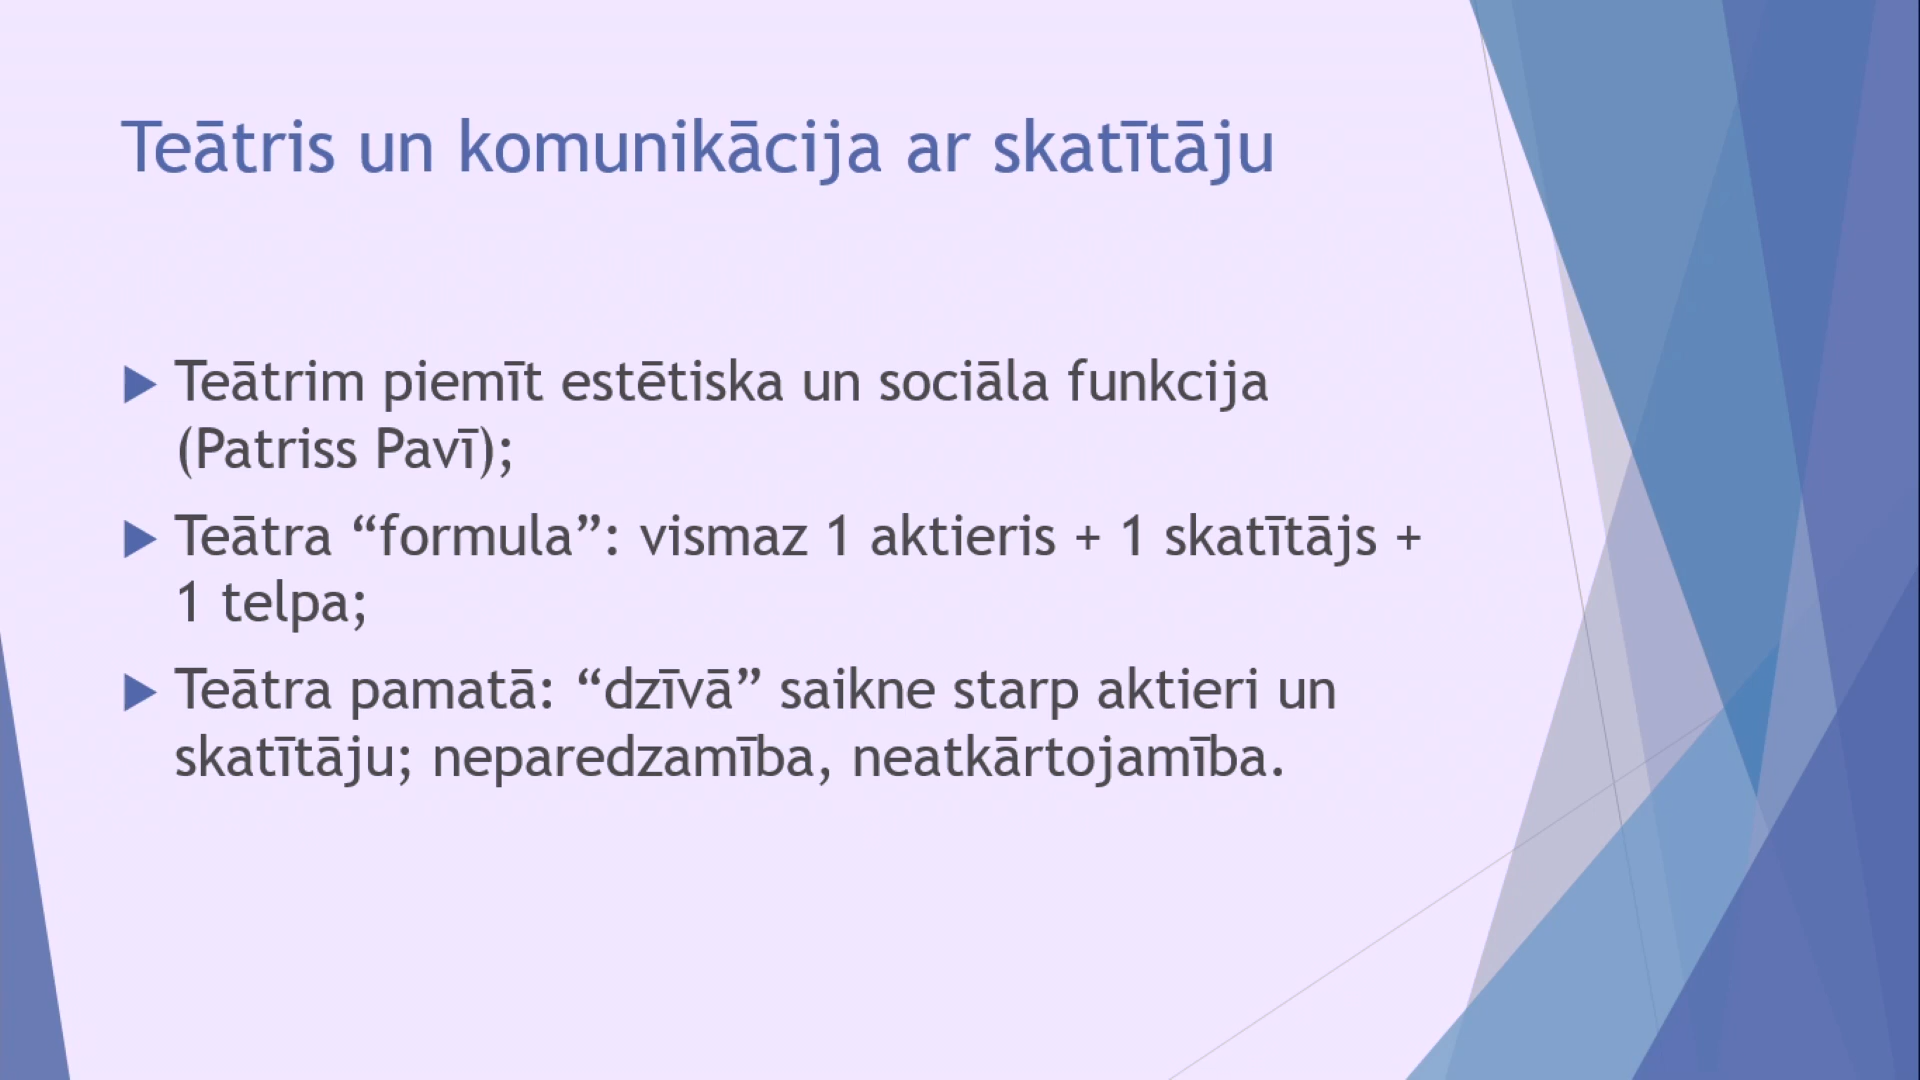 Teātris un komunikācija ar skatītāju
Teātrim piemīt estētiska un sociāla funkcija
(Patriss Pavī);
Teātra “formula”: vismaz 1 aktieris + 1 skatītājs +
1 telpa;
Teātra pamatā: “dzīvā” saikne starp aktieri un
skatītāju; neparedzamība, neatkārtojamība.